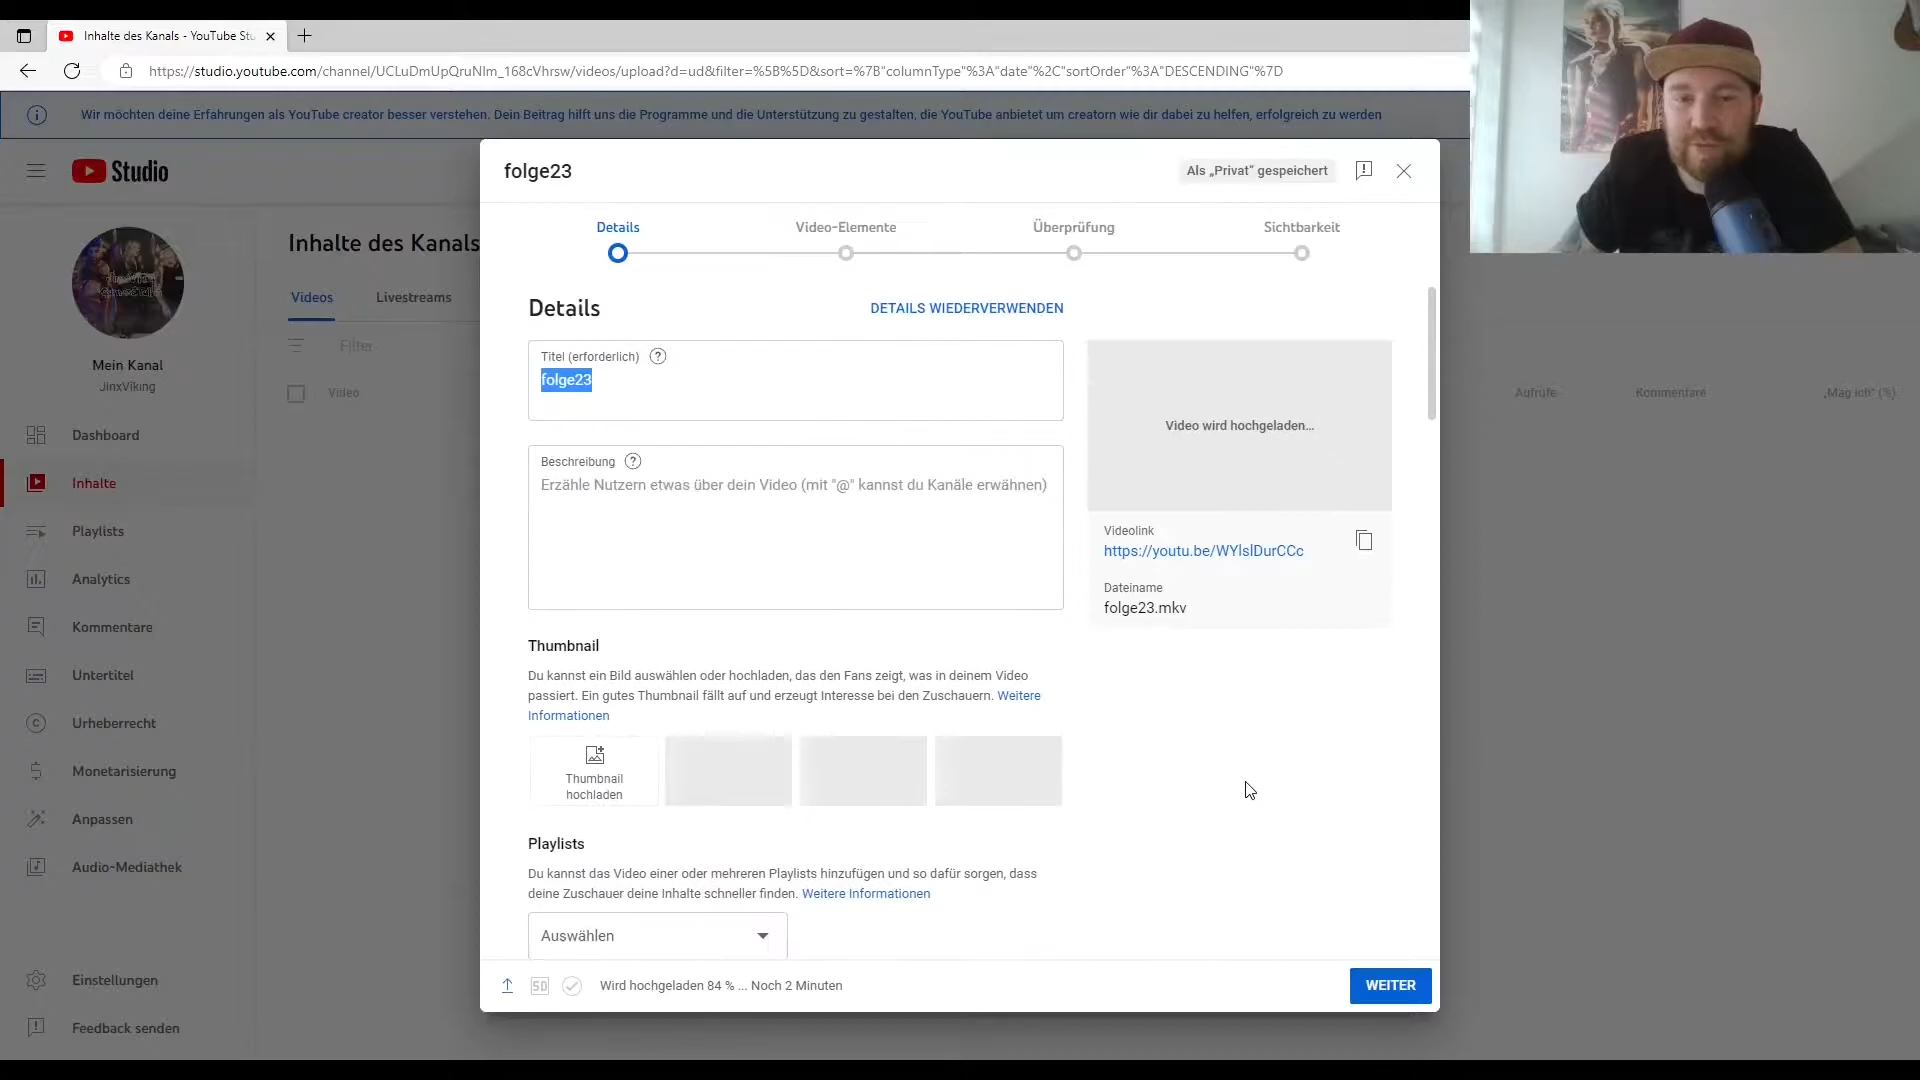 Inhalte des Kanals - YouTube Stu
https://studio.youtube.com/channel/UCLuDmUpQruNlm_168cVhrsw/videos/upload?d=ud&filter=%5B%5D&sort=%7B"columnType"%3A"date"%2C"sortOrder"%3A"DESCENDING"%7D
Wir möchten deine Erfahrungen als YouTube creator besser verstehen. Dein Beitrag hilft uns die Programme und die Unterstützung zu gestalten, die YouTube anbietet um creatorn wie dir dabei zu helfen, erfolgreich zu werden
Studio
Mein Kanal
JinxViking
Dashboard
Inhalte
Playlists
Analytics
Kommentare
Untertitel
Urheberrecht
Monetarisierung
Anpassen
Audio-Mediathek
Einstellungen
Feedback senden
Inhalte des Kanals
Videos
Livestreams
Filter
Video
Aufrufe
Kommentare
„Mag ich" (%)
folge23
Als „Privat" gespeichert
Details
Video-Elemente
Überprüfung
Sichtbarkeit
Details
DETAILS WIEDERVERWENDEN
Titel (erforderlich)
folge23
Beschreibung
Erzähle Nutzern etwas über dein Video (mit "@" kannst du Kanäle erwähnen)
Video wird hochgeladen...
Videolink
https://youtu.be/WYlslDurCCc
Dateiname
folge23.mkv
Thumbnail
Du kannst ein Bild auswählen oder hochladen, das den Fans zeigt, was in deinem Video
passiert. Ein gutes Thumbnail fällt auf und erzeugt Interesse bei den Zuschauern. Weitere
Informationen
Thumbnail
hochladen
Playlists
Du kannst das Video einer oder mehreren Playlists hinzufügen und so dafür sorgen, dass
deine Zuschauer deine Inhalte schneller finden. Weitere Informationen
Auswählen
SD
Wird hochgeladen 84 % ... Noch 2 Minuten
WEITER